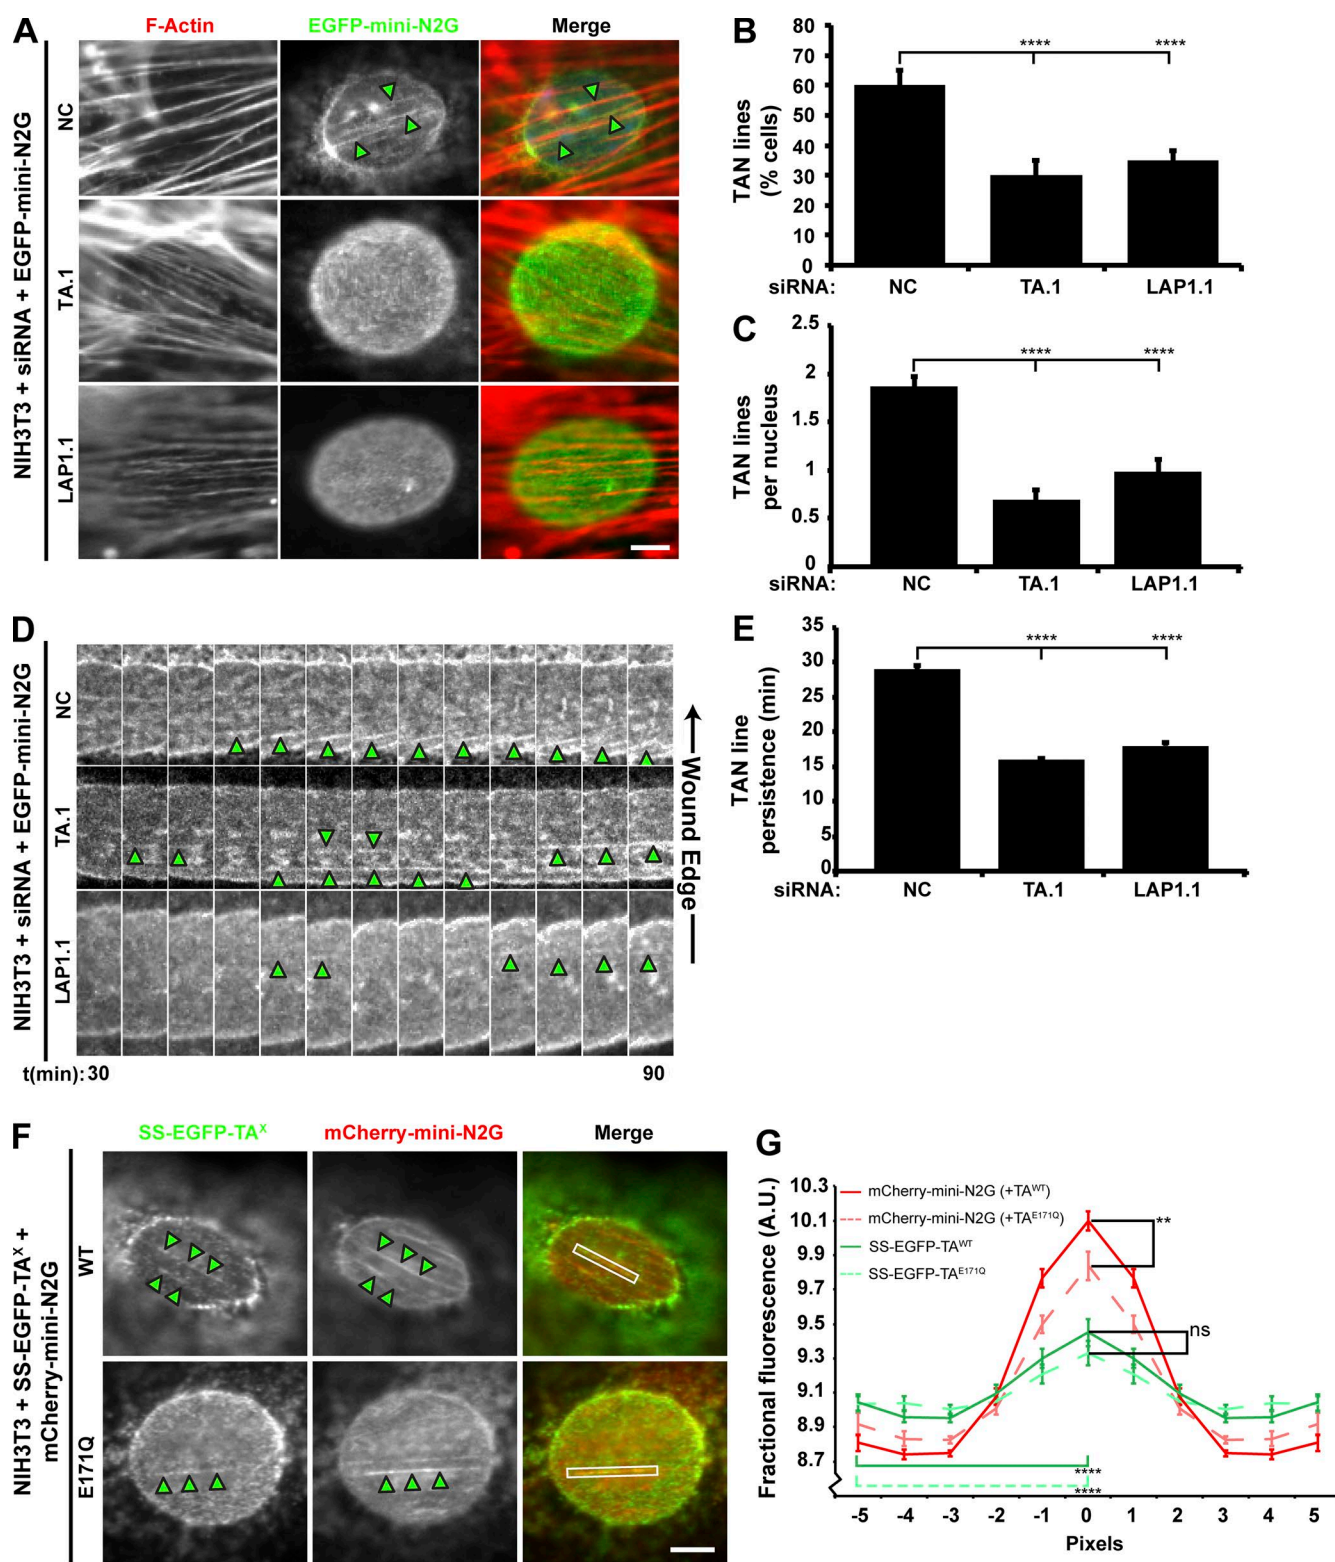 A
F-Actin
EGFP-mini-N2G
Merge
NIH3T3 + siRNA + EGFP-mini-N2G
NC
TA.1
LAP1.1
B
TAN lines
(% cells)
80
70
60
50
40
30
20
10
0
****
****
siRNA:
NC
TA.1
LAP1.1
C
TAN lines
per nucleus
2.5
2
1.5
1
0.5
0
****
****
siRNA:
NC
TA.1
LAP1.1
D
NIH3T3 + siRNA + EGFP-mini-N2G
NC
TA.1
LAP1.1
Wound Edge
t(min): 30
90
E
TAN line
persistence (min)
35
30
25
20
15
10
5
0
****
****
siRNA:
NC
TA.1
LAP1.1
F
SS-EGFP-TAˣ
mCherry-mini-N2G
Merge
NIH3T3 + SS-EGFP-TAˣ +
mCherry-mini-N2G
WT
E171Q
G
Fractional fluorescence (A.U.)
10.3
10.1
9.9
9.7
9.5
9.3
9.1
8.9
8.7
mCherry-mini-N2G (+TAᵂᵀ)
mCherry-mini-N2G (+TA^E171Q)
SS-EGFP-TAᵂᵀ
SS-EGFP-TA^E171Q
**
ns
****
****
-5 -4 -3 -2 -1 0 1 2 3 4 5
Pixels